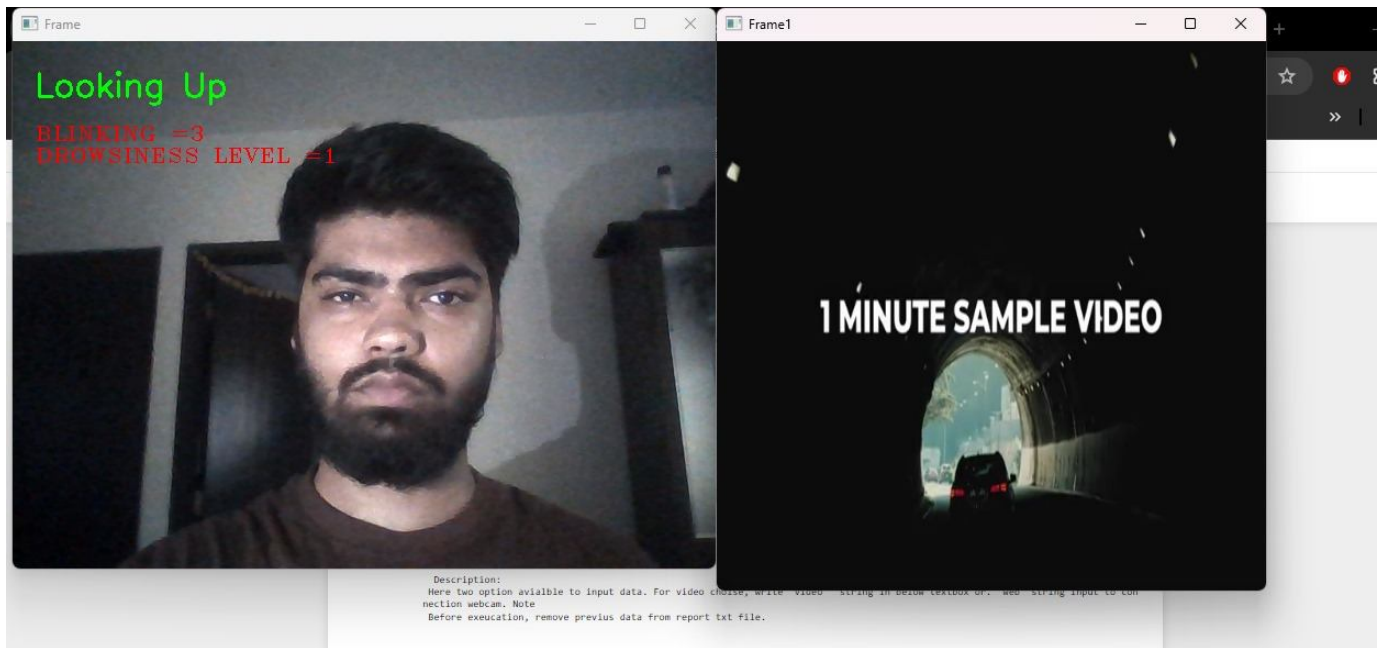 Frame
Looking Up
BLINKING =3
DROWSINESS LEVEL =1
Frame1
1 MINUTE SAMPLE VIDEO
Description:
Here two option avialble to input data. For video choise, write video string in below textbox or. web string input to con
nection webcam. Note
Before exeucation, remove previus data from report txt file.